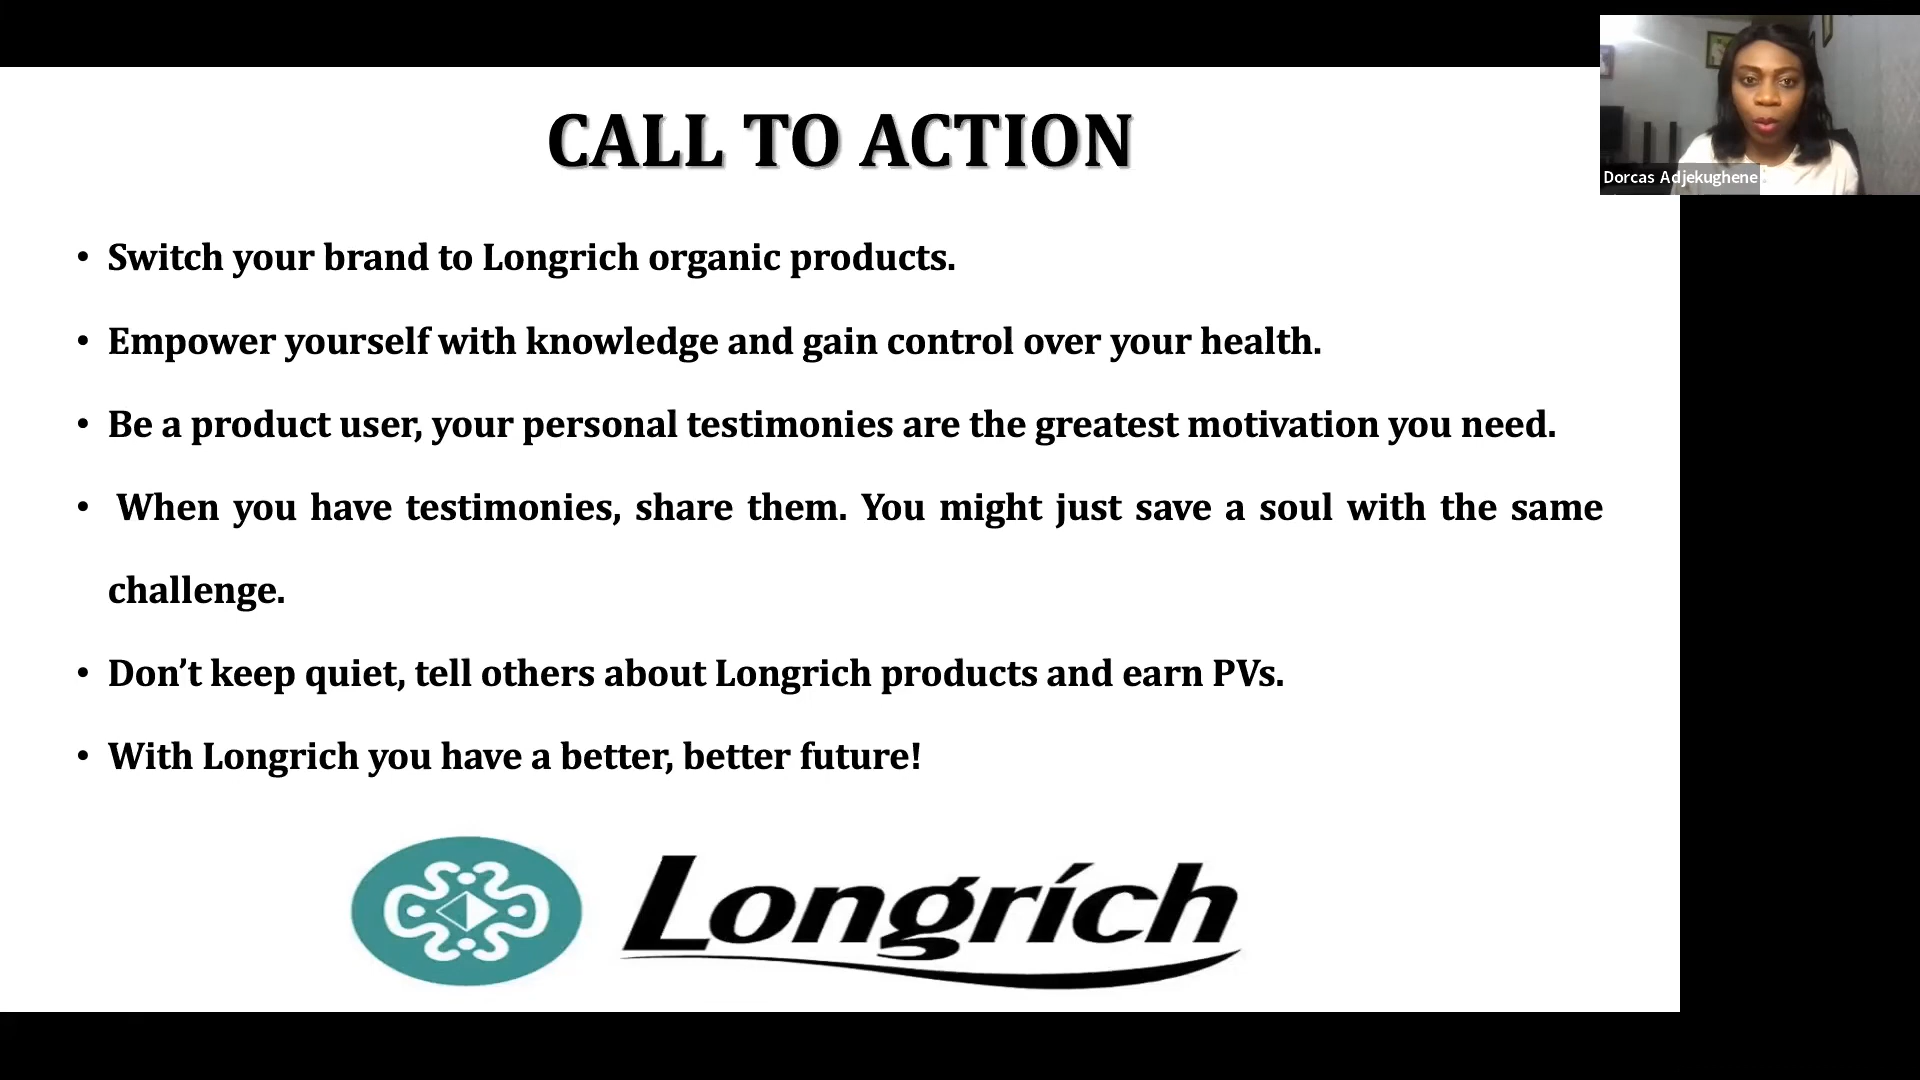 CALL TO ACTION
• Switch your brand to Longrich organic products.
• Empower yourself with knowledge and gain control over your health.
• Be a product user, your personal testimonies are the greatest motivation you need.
• When you have testimonies, share them. You might just save a soul with the same
challenge.
• Don’t keep quiet, tell others about Longrich products and earn PVs.
• With Longrich you have a better, better future!
Longrích
Dorcas Adjekughene